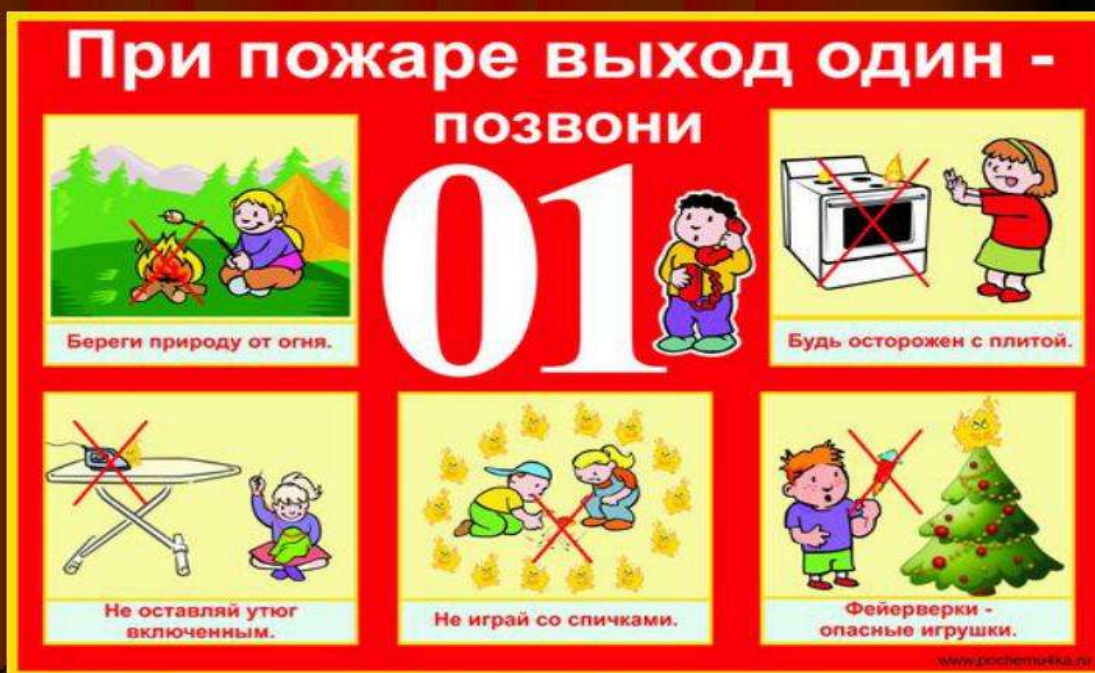 При пожаре выход один -
позвони
01
Береги природу от огня.
Будь осторожен с плитой.
Не оставляй утюг
включенным.
Не играй со спичками.
Фейерверки -
опасные игрушки.
www.pochemu4ka.ru